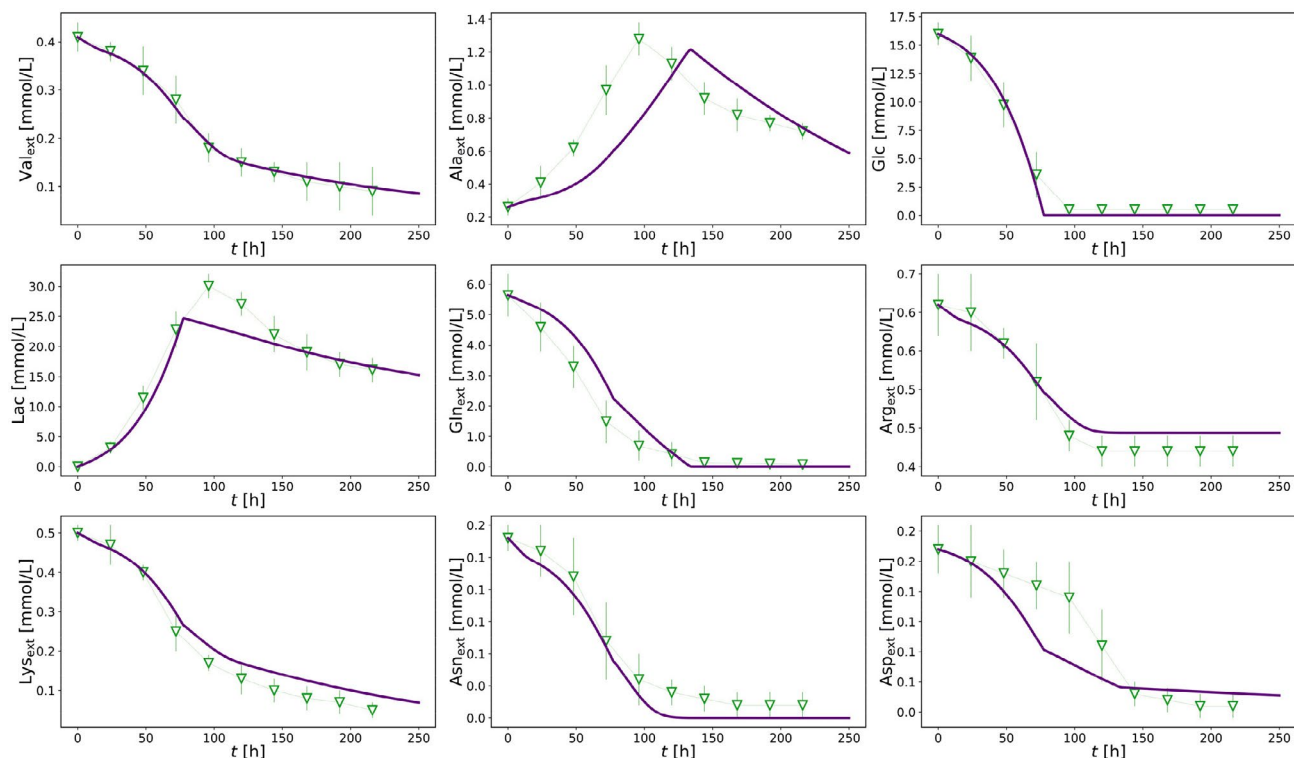 Val_ext [mmol/L]
0.4
0.3
0.2
0.1
0 50 100 150 200 250
t [h]
Ala_ext [mmol/L]
1.4
1.2
1.0
0.8
0.6
0.4
0.2
0 50 100 150 200 250
t [h]
Glc [mmol/L]
17.5
15.0
12.5
10.0
7.5
5.0
2.5
0.0
0 50 100 150 200 250
t [h]
Lac [mmol/L]
30.0
25.0
20.0
15.0
10.0
5.0
0.0
0 50 100 150 200 250
t [h]
Gln_ext [mmol/L]
6.0
5.0
4.0
3.0
2.0
1.0
0.0
0 50 100 150 200 250
t [h]
Arg_ext [mmol/L]
0.7
0.6
0.6
0.5
0.5
0.4
0 50 100 150 200 250
t [h]
Lys_ext [mmol/L]
0.5
0.4
0.3
0.2
0.1
0 50 100 150 200 250
t [h]
Asn_ext [mmol/L]
0.2
0.1
0.1
0.1
0.1
0.0
0.0
0 50 100 150 200 250
t [h]
Asp_ext [mmol/L]
0.2
0.2
0.1
0.1
0.1
0.1
0.0
0 50 100 150 200 250
t [h]